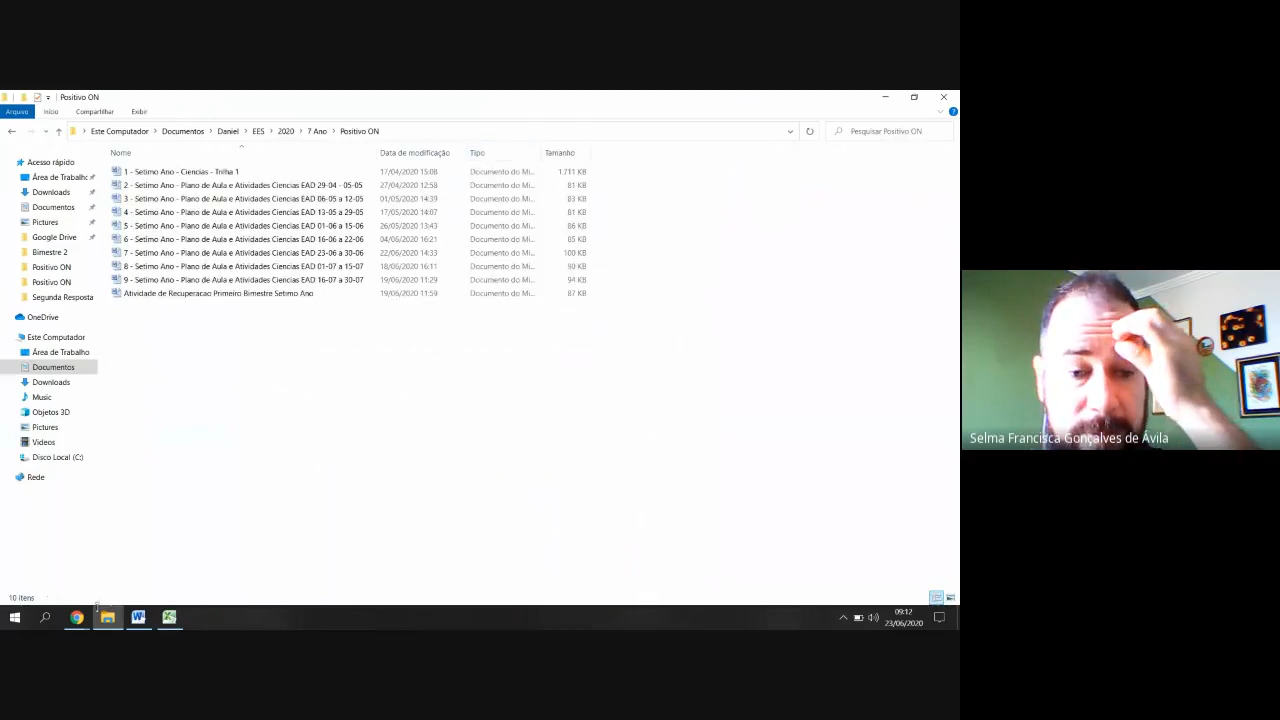 Positivo ON
Arquivo Início Compartilhar Exibir
Este Computador > Documentos > Daniel > EES > 2020 > 7 Ano > Positivo ON
Pesquisar Positivo ON
Nome Data de modificação Tipo Tamanho
1 - Setimo Ano - Ciencias - Trilha 1 17/04/2020 15:08 Documento do Mi... 1.711 KB
2 - Setimo Ano - Plano de Aula e Atividades Ciencias EAD 29-04 - 05-05 27/04/2020 12:58 Documento do Mi... 81 KB
3 - Setimo Ano - Plano de Aula e Atividades Ciencias EAD 06-05 a 12-05 01/05/2020 14:39 Documento do Mi... 83 KB
4 - Setimo Ano - Plano de Aula e Atividades Ciencias EAD 13-05 a 29-05 17/05/2020 14:07 Documento do Mi... 81 KB
5 - Setimo Ano - Plano de Aula e Atividades Ciencias EAD 01-06 a 15-06 26/05/2020 13:43 Documento do Mi... 86 KB
6 - Setimo Ano - Plano de Aula e Atividades Ciencias EAD 16-06 a 22-06 04/06/2020 16:21 Documento do Mi... 85 KB
7 - Setimo Ano - Plano de Aula e Atividades Ciencias EAD 23-06 a 30-06 22/06/2020 14:33 Documento do Mi... 100 KB
8 - Setimo Ano - Plano de Aula e Atividades Ciencias EAD 01-07 a 15-07 18/06/2020 16:11 Documento do Mi... 90 KB
9 - Setimo Ano - Plano de Aula e Atividades Ciencias EAD 16-07 a 30-07 19/06/2020 11:29 Documento do Mi... 94 KB
Atividade de Recuperacao Primeiro Bimestre Setimo Ano 19/06/2020 11:59 Documento do Mi... 87 KB
Acesso rápido
Área de Trabalho
Downloads
Documentos
Pictures
Google Drive
Bimestre 2
Positivo ON
Positivo ON
Segunda Resposta
OneDrive
Este Computador
Área de Trabalho
Documentos
Downloads
Music
Objetos 3D
Pictures
Videos
Disco Local (C:)
Rede
10 itens
09:12
23/06/2020
Selma Francisca Gonçalves de Ávila